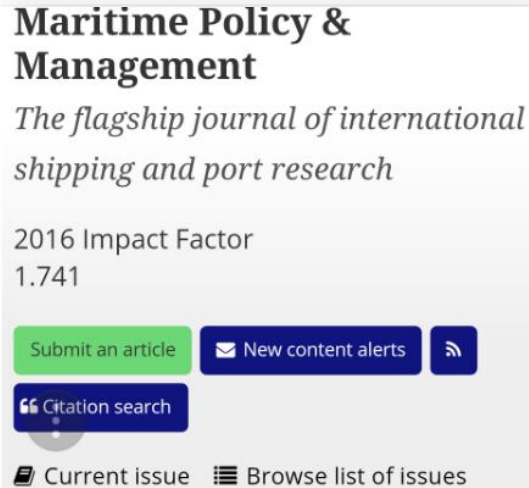 Maritime Policy &
Management
The flagship journal of international
shipping and port research
2016 Impact Factor
1.741
Submit an article New content alerts
Citation search
Current issue Browse list of issues